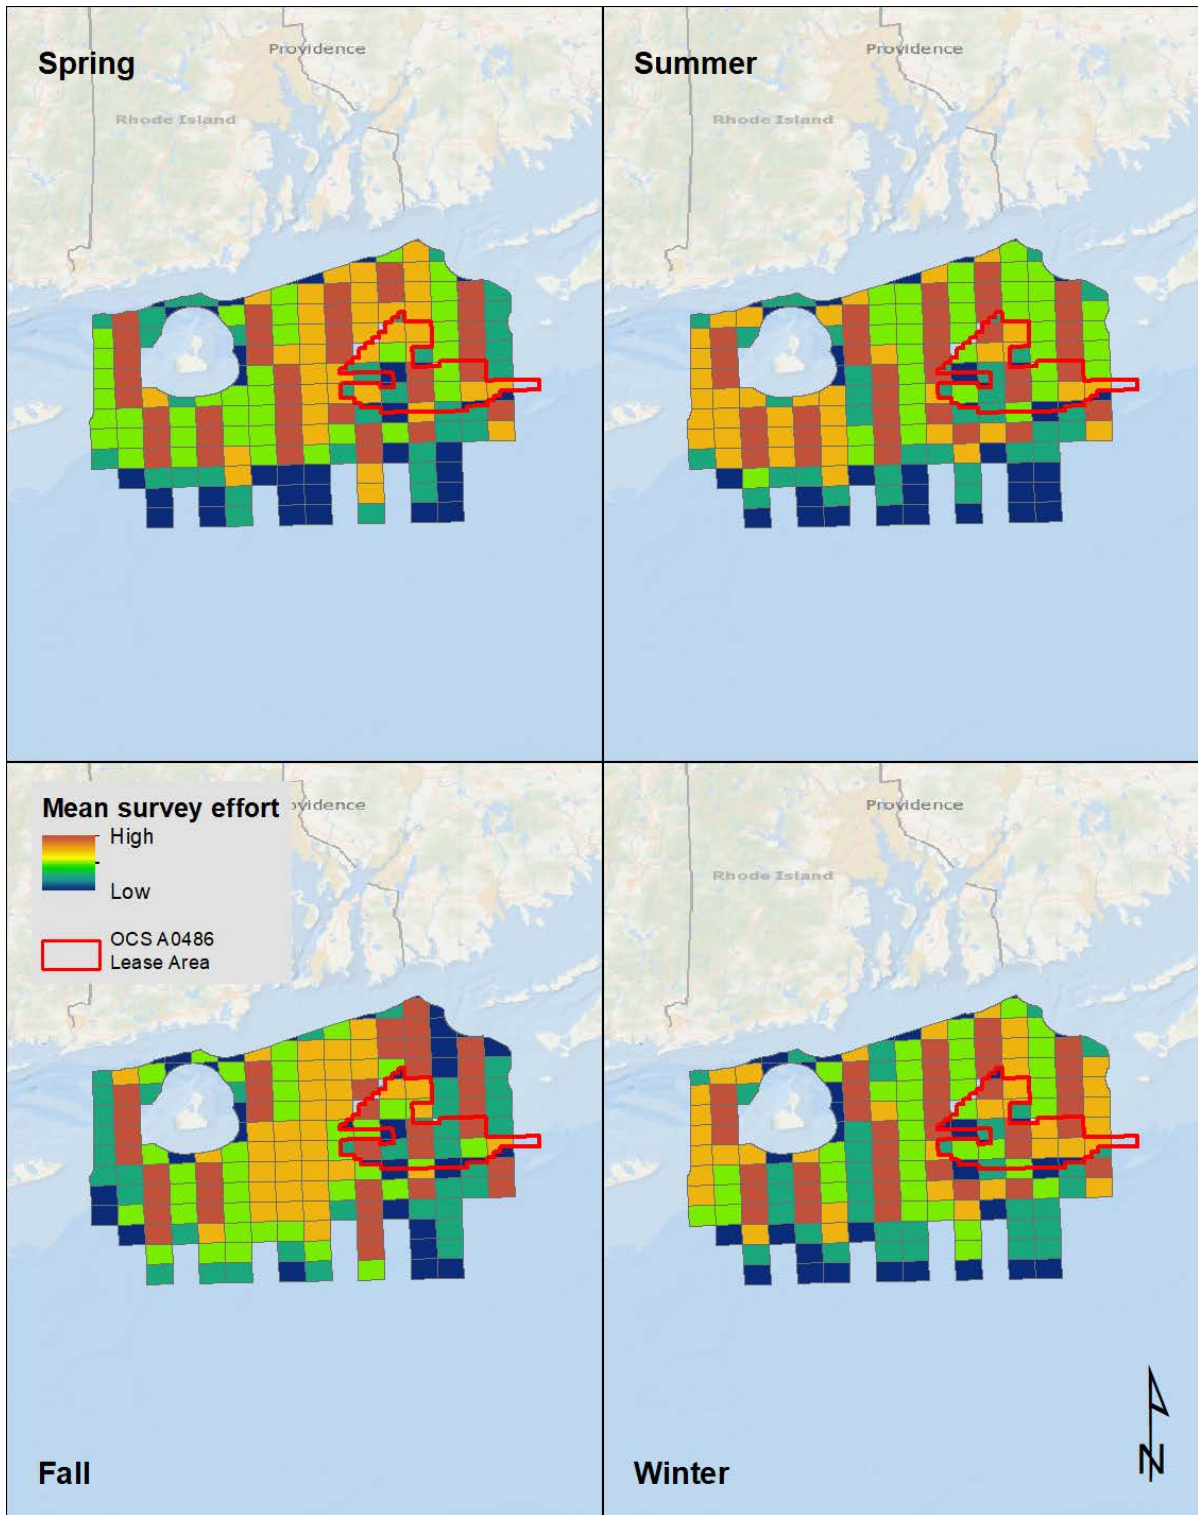 Spring
Providence
Rhode Island
Summer
Providence
Rhode Island
Mean survey effort
High
Low
OCS A0486
Lease Area
ovidence
Fall
Providence
Rhode Island
Winter
N